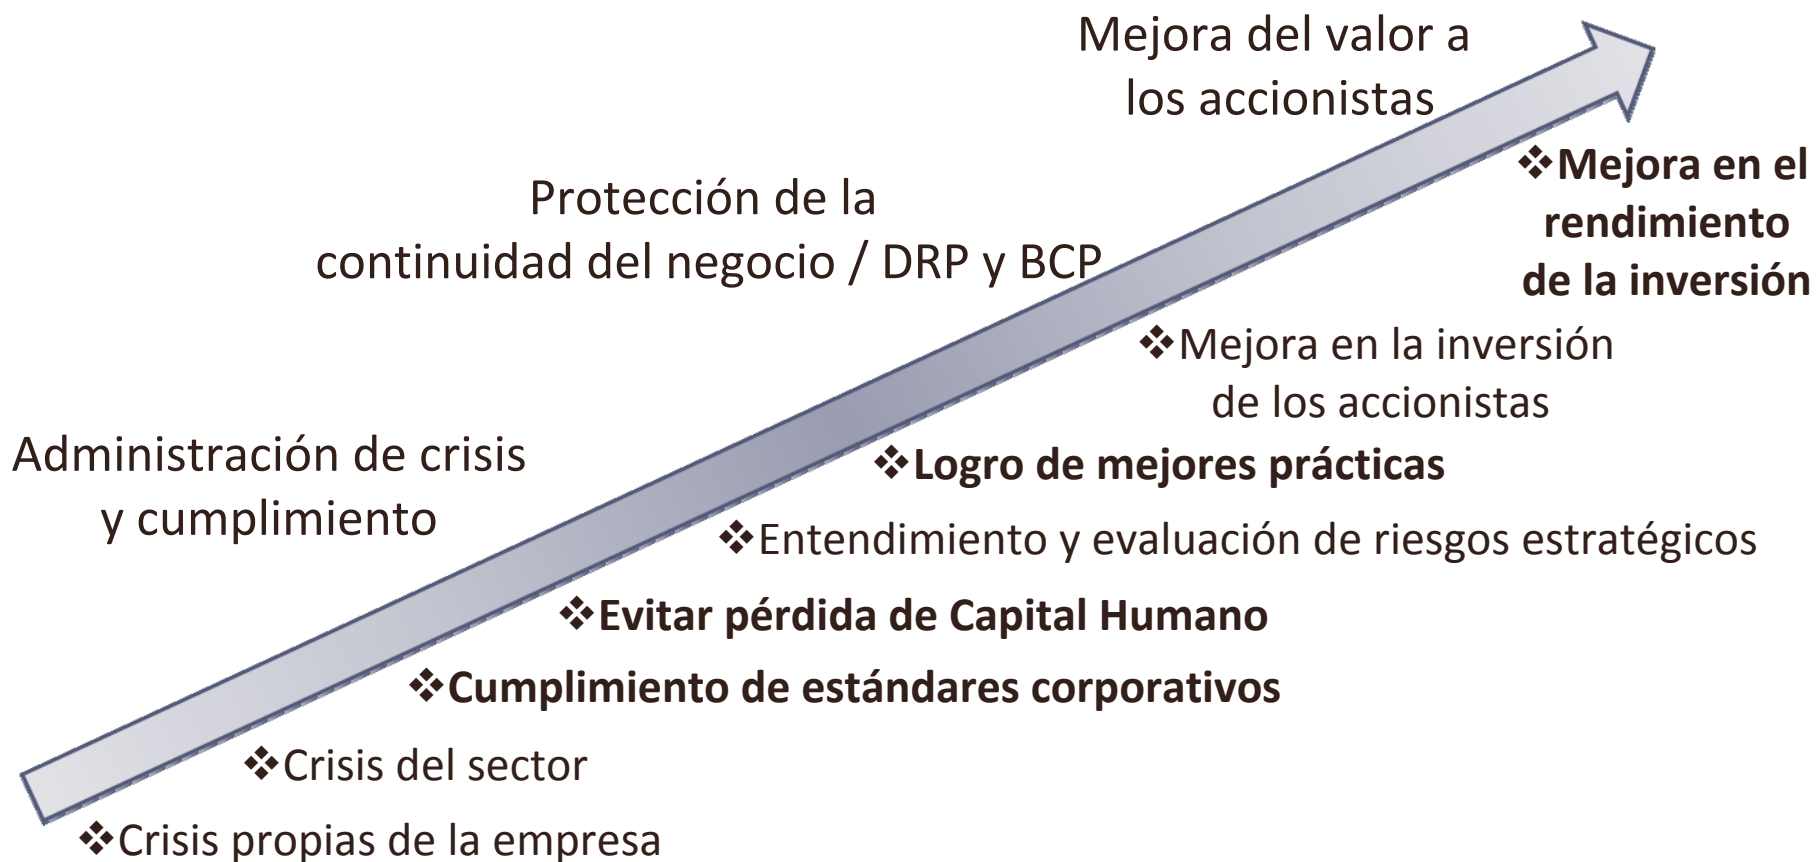 Mejora del valor a
los accionistas
❖Mejora en el
rendimiento
de la inversión
Protección de la
continuidad del negocio / DRP y BCP
❖Mejora en la inversión
de los accionistas
Administración de crisis
y cumplimiento
❖Logro de mejores prácticas
❖Entendimiento y evaluación de riesgos estratégicos
❖Evitar pérdida de Capital Humano
❖Cumplimiento de estándares corporativos
❖Crisis del sector
❖Crisis propias de la empresa